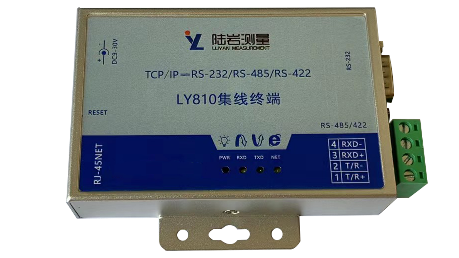 陆岩测量
LUYAN MEASUREMENT
DC9-30V
RS-232
TCP/IP—RS-232/RS-485/RS-422
LY810集线终端
RESET
RS-485/422
RJ-45NET
PWR RXD TXD NET
4 RXD-
3 RXD+
2 T/R-
1 T/R+